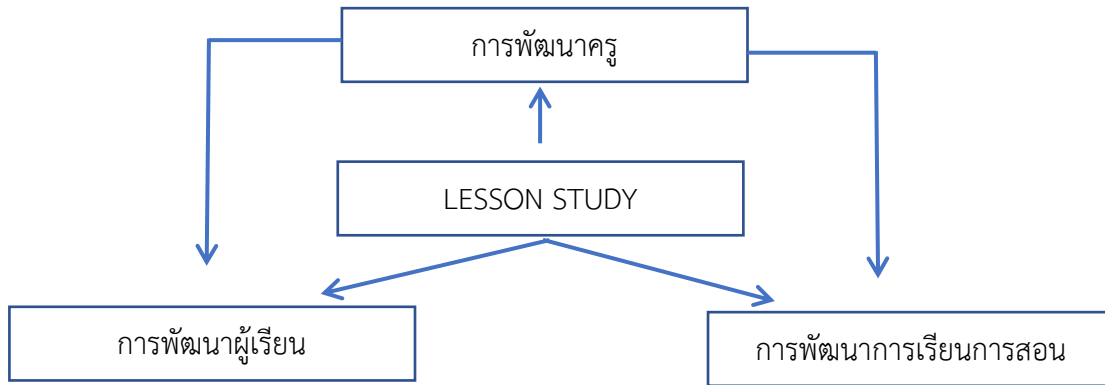 การพัฒนาครู
LESSON STUDY
การพัฒนาผู้เรียน
การพัฒนาการเรียนการสอน